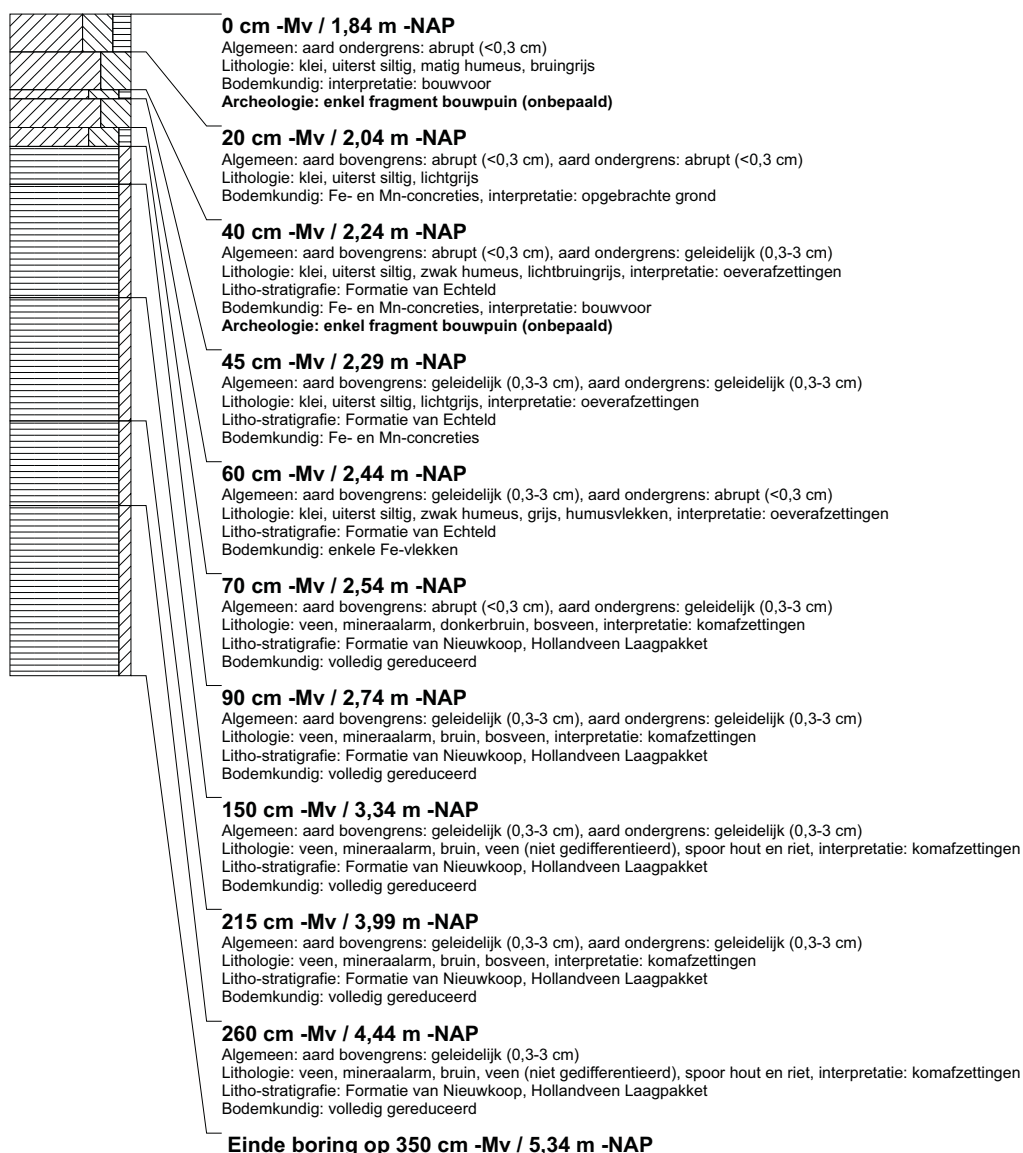 0 cm -Mv / 1,84 m -NAP
Algemeen: aard ondergrens: abrupt (<0,3 cm)
Lithologie: klei, uiterst siltig, matig humeus, bruingrijs
Bodemkundig: interpretatie: bouwvoor
Archeologie: enkel fragment bouwpuin (onbepaald)
20 cm -Mv / 2,04 m -NAP
Algemeen: aard bovengrens: abrupt (<0,3 cm), aard ondergrens: abrupt (<0,3 cm)
Lithologie: klei, uiterst siltig, lichtgrijs
Bodemkundig: Fe- en Mn-concreties, interpretatie: opgebrachte grond
40 cm -Mv / 2,24 m -NAP
Algemeen: aard bovengrens: abrupt (<0,3 cm), aard ondergrens: geleidelijk (0,3-3 cm)
Lithologie: klei, uiterst siltig, zwak humeus, lichtbruingrijs, interpretatie: oeverafzettingen
Litho-stratigrafie: Formatie van Echteld
Bodemkundig: Fe- en Mn-concreties, interpretatie: bouwvoor
Archeologie: enkel fragment bouwpuin (onbepaald)
45 cm -Mv / 2,29 m -NAP
Algemeen: aard bovengrens: geleidelijk (0,3-3 cm), aard ondergrens: geleidelijk (0,3-3 cm)
Lithologie: klei, uiterst siltig, lichtgrijs, interpretatie: oeverafzettingen
Litho-stratigrafie: Formatie van Echteld
Bodemkundig: Fe- en Mn-concreties
60 cm -Mv / 2,44 m -NAP
Algemeen: aard bovengrens: geleidelijk (0,3-3 cm), aard ondergrens: abrupt (<0,3 cm)
Lithologie: klei, uiterst siltig, zwak humeus, grijs, humusvlekken, interpretatie: oeverafzettingen
Litho-stratigrafie: Formatie van Echteld
Bodemkundig: enkele Fe-vlekken
70 cm -Mv / 2,54 m -NAP
Algemeen: aard bovengrens: abrupt (<0,3 cm), aard ondergrens: geleidelijk (0,3-3 cm)
Lithologie: veen, mineraalarm, donkerbruin, bosveen, interpretatie: komafzettingen
Litho-stratigrafie: Formatie van Nieuwkoop, Hollandveen Laagpakket
Bodemkundig: volledig gereduceerd
90 cm -Mv / 2,74 m -NAP
Algemeen: aard bovengrens: geleidelijk (0,3-3 cm), aard ondergrens: geleidelijk (0,3-3 cm)
Lithologie: veen, mineraalarm, bruin, bosveen, interpretatie: komafzettingen
Litho-stratigrafie: Formatie van Nieuwkoop, Hollandveen Laagpakket
Bodemkundig: volledig gereduceerd
150 cm -Mv / 3,34 m -NAP
Algemeen: aard bovengrens: geleidelijk (0,3-3 cm), aard ondergrens: geleidelijk (0,3-3 cm)
Lithologie: veen, mineraalarm, bruin, veen (niet gedifferentieerd), spoor hout en riet, interpretatie: komafzettingen
Litho-stratigrafie: Formatie van Nieuwkoop, Hollandveen Laagpakket
Bodemkundig: volledig gereduceerd
215 cm -Mv / 3,99 m -NAP
Algemeen: aard bovengrens: geleidelijk (0,3-3 cm), aard ondergrens: geleidelijk (0,3-3 cm)
Lithologie: veen, mineraalarm, bruin, bosveen, interpretatie: komafzettingen
Litho-stratigrafie: Formatie van Nieuwkoop, Hollandveen Laagpakket
Bodemkundig: volledig gereduceerd
260 cm -Mv / 4,44 m -NAP
Algemeen: aard bovengrens: geleidelijk (0,3-3 cm)
Lithologie: veen, mineraalarm, bruin, veen (niet gedifferentieerd), spoor hout en riet, interpretatie: komafzettingen
Litho-stratigrafie: Formatie van Nieuwkoop, Hollandveen Laagpakket
Bodemkundig: volledig gereduceerd
Einde boring op 350 cm -Mv / 5,34 m -NAP